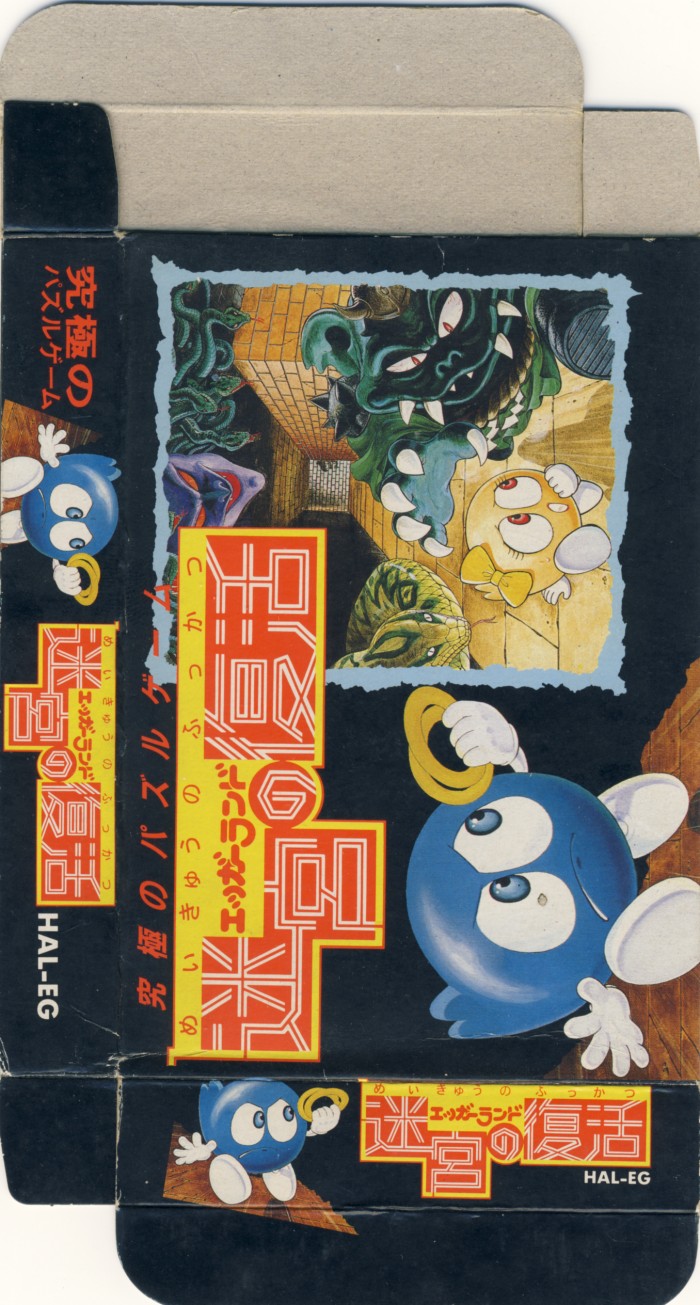 究極の
パズルゲーム
めいきゅうのふっかつ
エッガーランド
迷宮の復活
HAL-EG
究極のパズルゲーム
めいきゅうのふっかつ
エッガーランド
迷宮の復活
めいきゅうのふっかつ
エッガーランド
迷宮の復活
HAL-EG